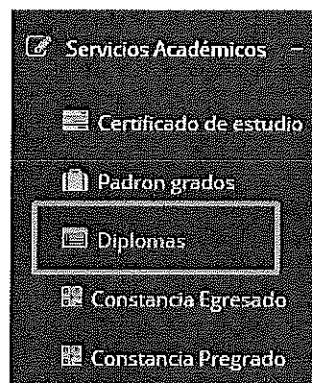 Servicios Académicos –
Certificado de estudio
Padron grados
Diplomas
Constancia Egresado
Constancia Pregrado